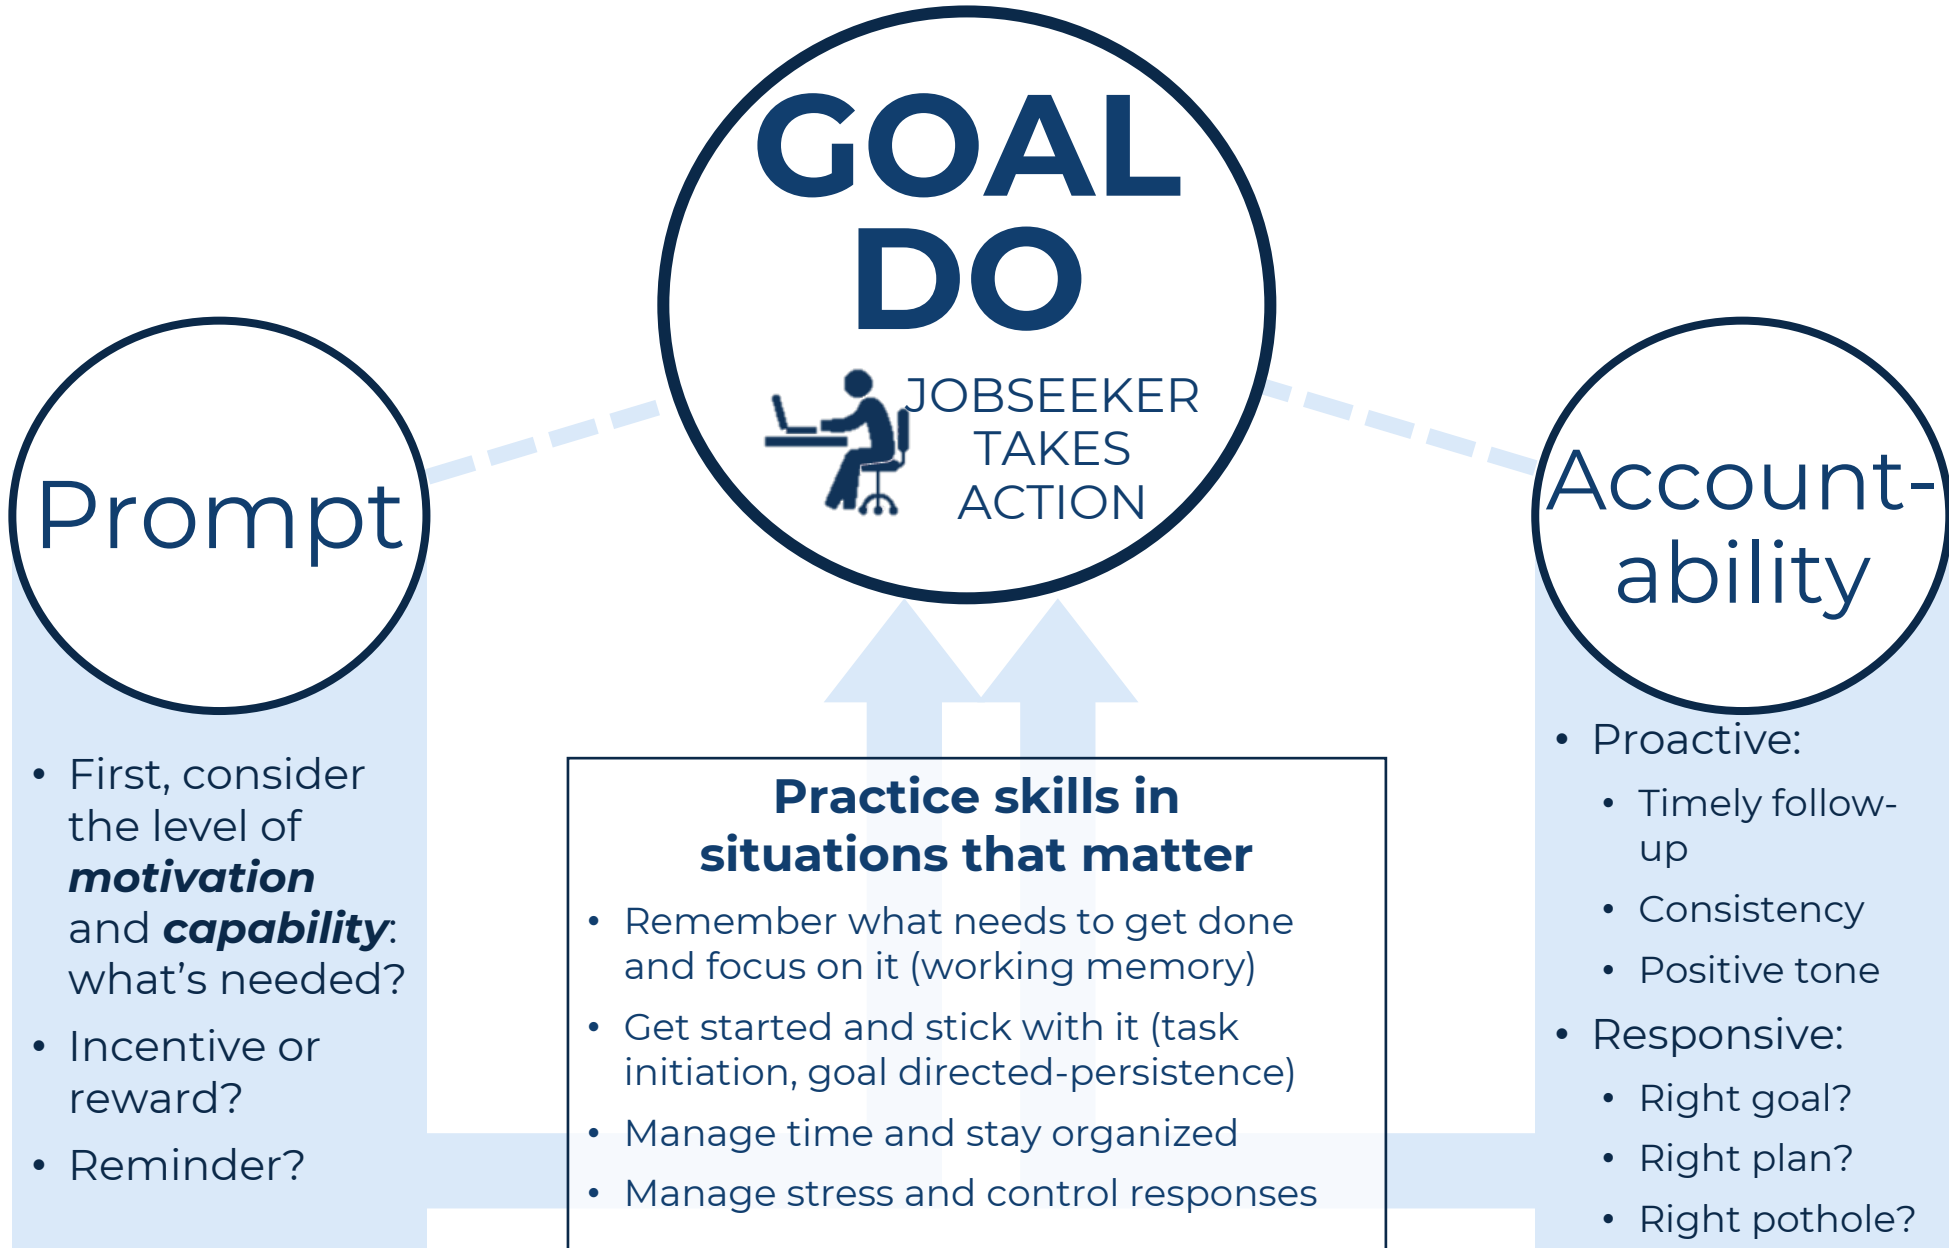 GOAL
DO
JOBSEEKER
TAKES
ACTION
Prompt
• First, consider
the level of
motivation
and capability:
what's needed?
• Incentive or
reward?
• Reminder?
Practice skills in
situations that matter
• Remember what needs to get done
and focus on it (working memory)
• Get started and stick with it (task
initiation, goal directed-persistence)
• Manage time and stay organized
• Manage stress and control responses
Account-
ability
• Proactive:
• Timely follow-
up
• Consistency
• Positive tone
• Responsive:
• Right goal?
• Right plan?
• Right pothole?